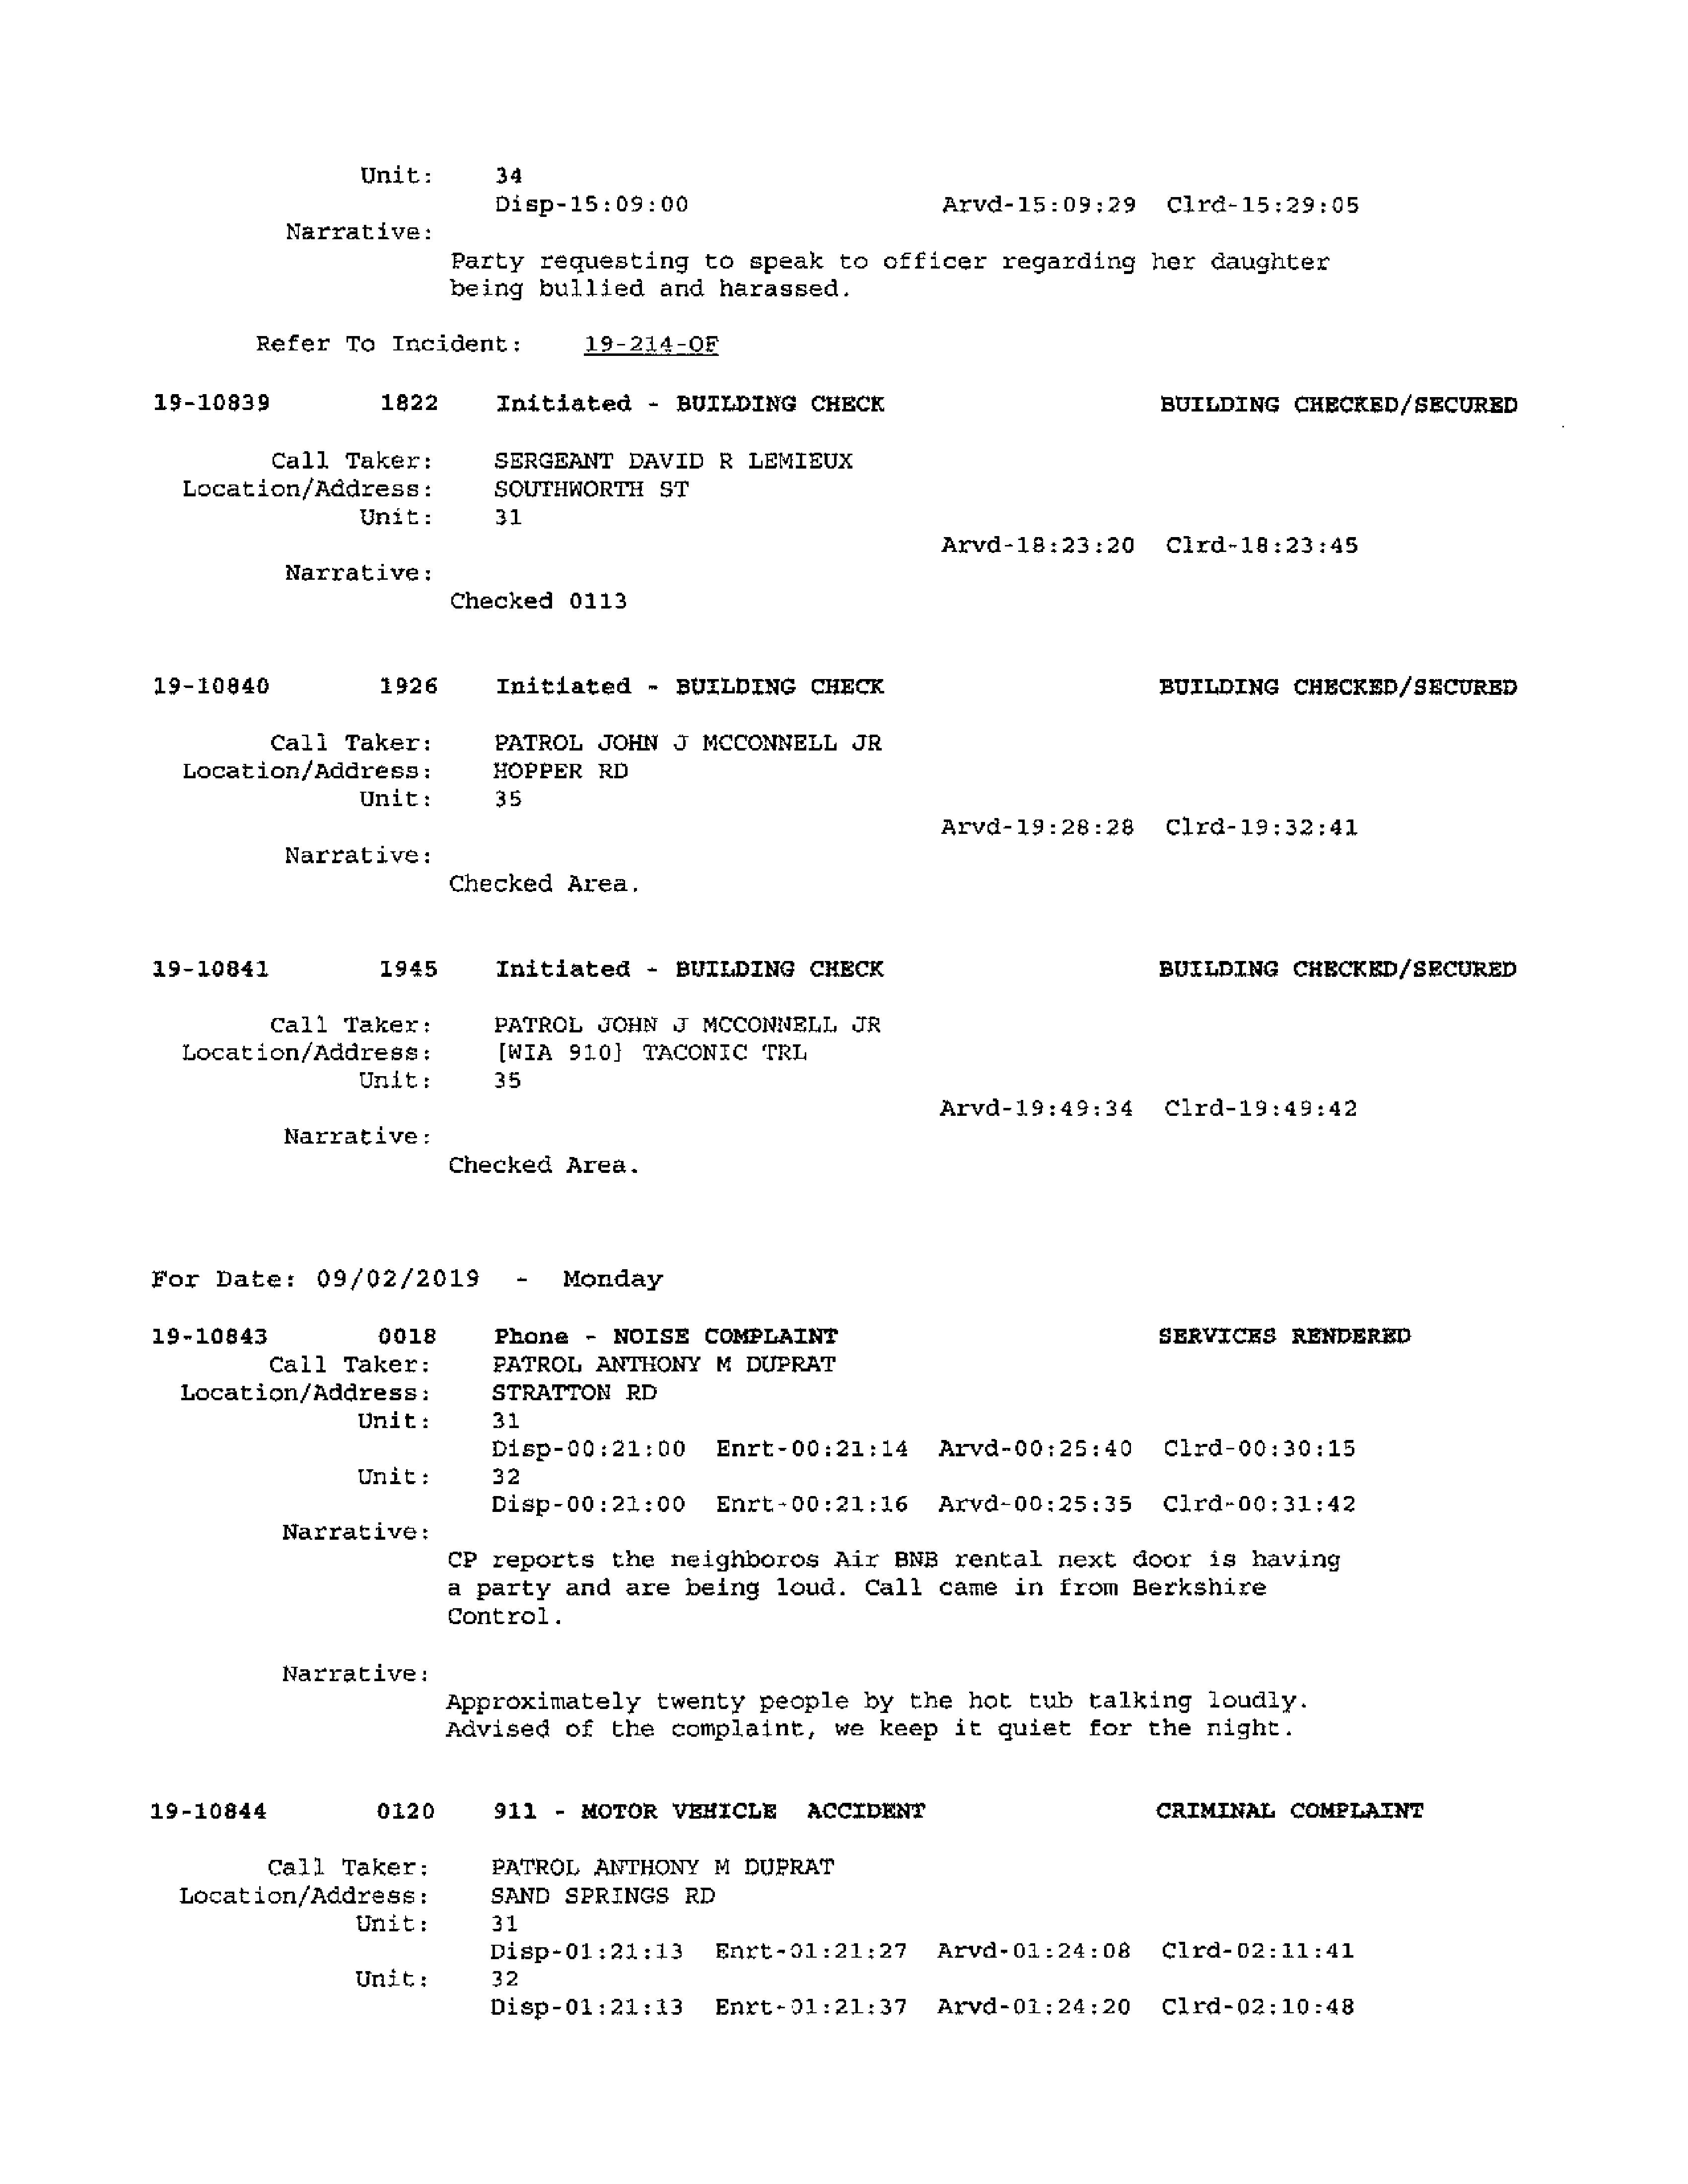 Unit: 34
Disp-15:09:00 Arvd-15:09:29 Clrd-15:29:05
Narrative:
Party requesting to speak to officer regarding her daughter
being bullied and harassed.
Refer To Incident: 19-214-OF
19-10839 1822 Initiated - BUILDING CHECK BUILDING CHECKED/SECURED
Call Taker: SERGEANT DAVID R LEMIEUX
Location/Address: SOUTHWORTH ST
Unit: 31
Arvd-18:23:20 Clrd-18:23:45
Narrative:
Checked 0113
19-10840 1926 Initiated - BUILDING CHECK BUILDING CHECKED/SECURED
Call Taker: PATROL JOHN J MCCONNELL JR
Location/Address: HOPPER RD
Unit: 35
Arvd-19:28:28 Clrd-19:32:41
Narrative:
Checked Area.
19-10841 1945 Initiated - BUILDING CHECK BUILDING CHECKED/SECURED
Call Taker: PATROL JOHN J MCCONNELL JR
Location/Address: [WIA 910] TACONIC TRL
Unit: 35
Arvd-19:49:34 Clrd-19:49:42
Narrative:
Checked Area.
For Date: 09/02/2019 - Monday
19-10843 0018 Phone - NOISE COMPLAINT SERVICES RENDERED
Call Taker: PATROL ANTHONY M DUPRAT
Location/Address: STRATTON RD
Unit: 31
Disp-00:21:00 Enrt-00:21:14 Arvd-00:25:40 Clrd-00:30:15
Unit: 32
Disp-00:21:00 Enrt-00:21:16 Arvd-00:25:35 Clrd-00:31:42
Narrative:
CP reports the neighboros Air BNB rental next door is having
a party and are being loud. Call came in from Berkshire
Control.
Narrative:
Approximately twenty people by the hot tub talking loudly.
Advised of the complaint, we keep it quiet for the night.
19-10844 0120 911 - MOTOR VEHICLE ACCIDENT CRIMINAL COMPLAINT
Call Taker: PATROL ANTHONY M DUPRAT
Location/Address: SAND SPRINGS RD
Unit: 31
Disp-01:21:13 Enrt-01:21:27 Arvd-01:24:08 Clrd-02:11:41
Unit: 32
Disp-01:21:13 Enrt-01:21:37 Arvd-01:24:20 Clrd-02:10:48